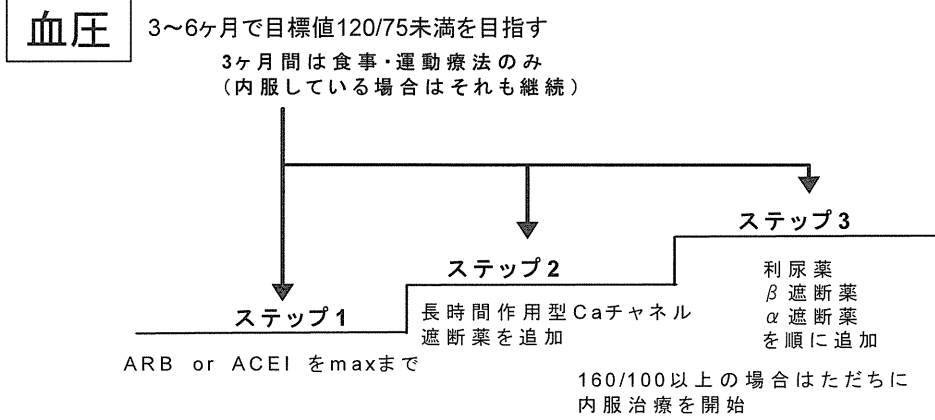 血圧
3～6ヶ月で目標値120/75未満を目指す
3ヶ月間は食事・運動療法のみ
（内服している場合はそれも継続）
ステップ1
ARB or ACEI をmaxまで
ステップ2
長時間作用型Caチャネル
遮断薬を追加
ステップ3
利尿薬
β遮断薬
α遮断薬
を順に追加
160/100以上の場合はただちに
内服治療を開始